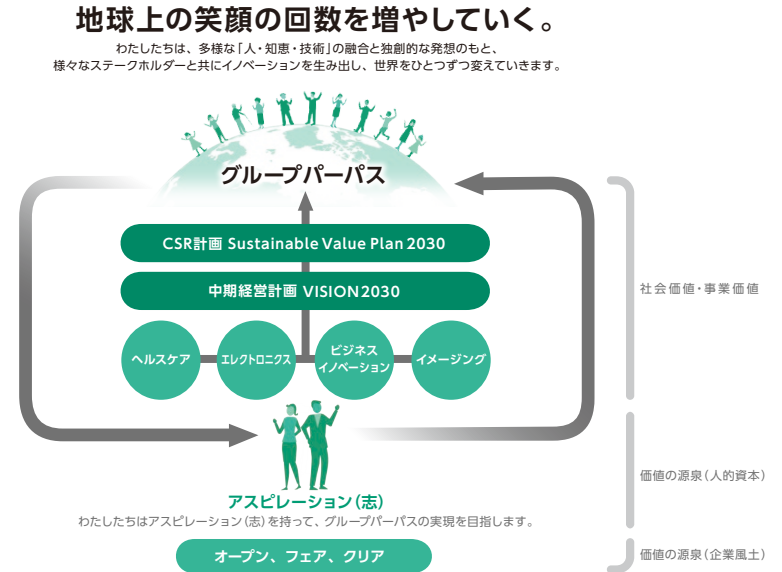 地球上の笑顔の回数を増やしていく。
わたしたちは、多様な「人・知恵・技術」の融合と独創的な発想のもと、
様々なステークホルダーと共にイノベーションを生み出し、世界をひとつずつ変えていきます。
グループパーパス
CSR計画 Sustainable Value Plan 2030
中期経営計画 VISION2030
社会価値・事業価値
ヘルスケア
エレクトロニクス
ビジネス
イノベーション
イメージング
アスピレーション(志)
わたしたちはアスピレーション(志)を持って、グループパーパスの実現を目指します。
価値の源泉(人的資本)
オープン、フェア、クリア
価値の源泉(企業風土)